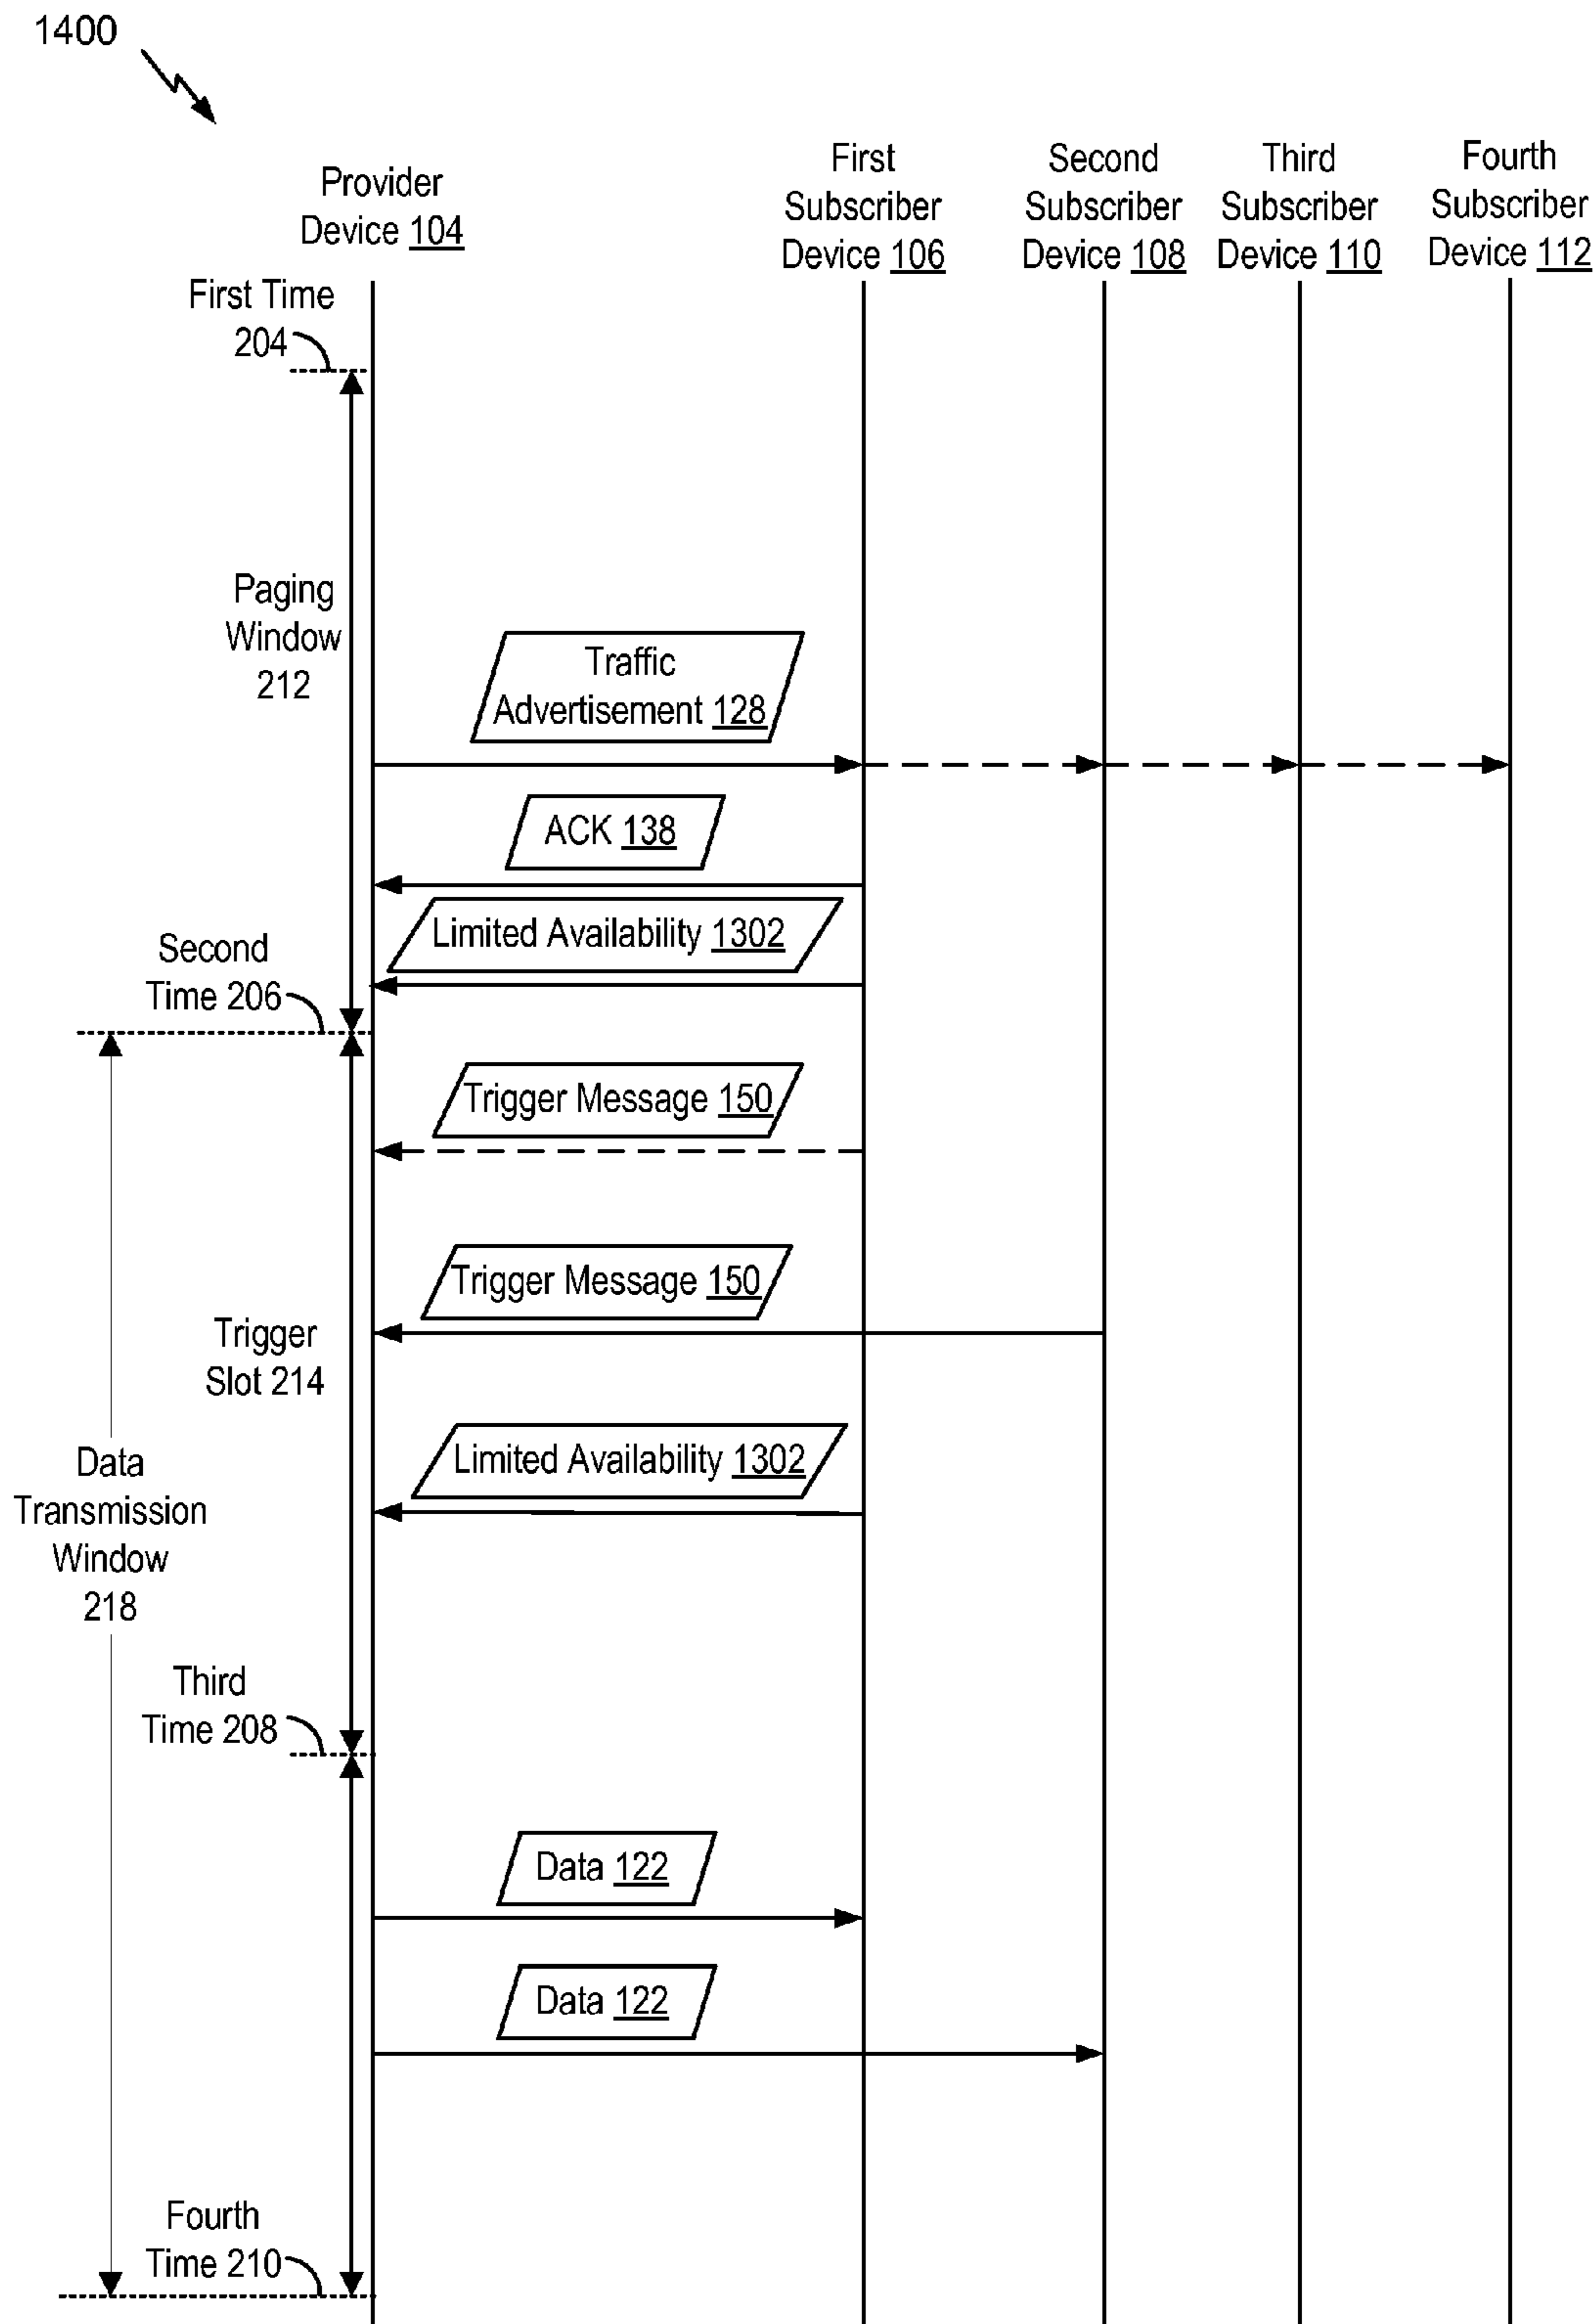 1400
Provider
Device 104
First
Subscriber
Device 106
Second
Subscriber
Device 108
Third
Subscriber
Device 110
Fourth
Subscriber
Device 112
First Time
204
Paging
Window
212
Traffic
Advertisement 128
ACK 138
Limited Availability 1302
Second
Time 206
Trigger Message 150
Trigger Message 150
Trigger
Slot 214
Limited Availability 1302
Data
Transmission
Window
218
Third
Time 208
Data 122
Data 122
Fourth
Time 210